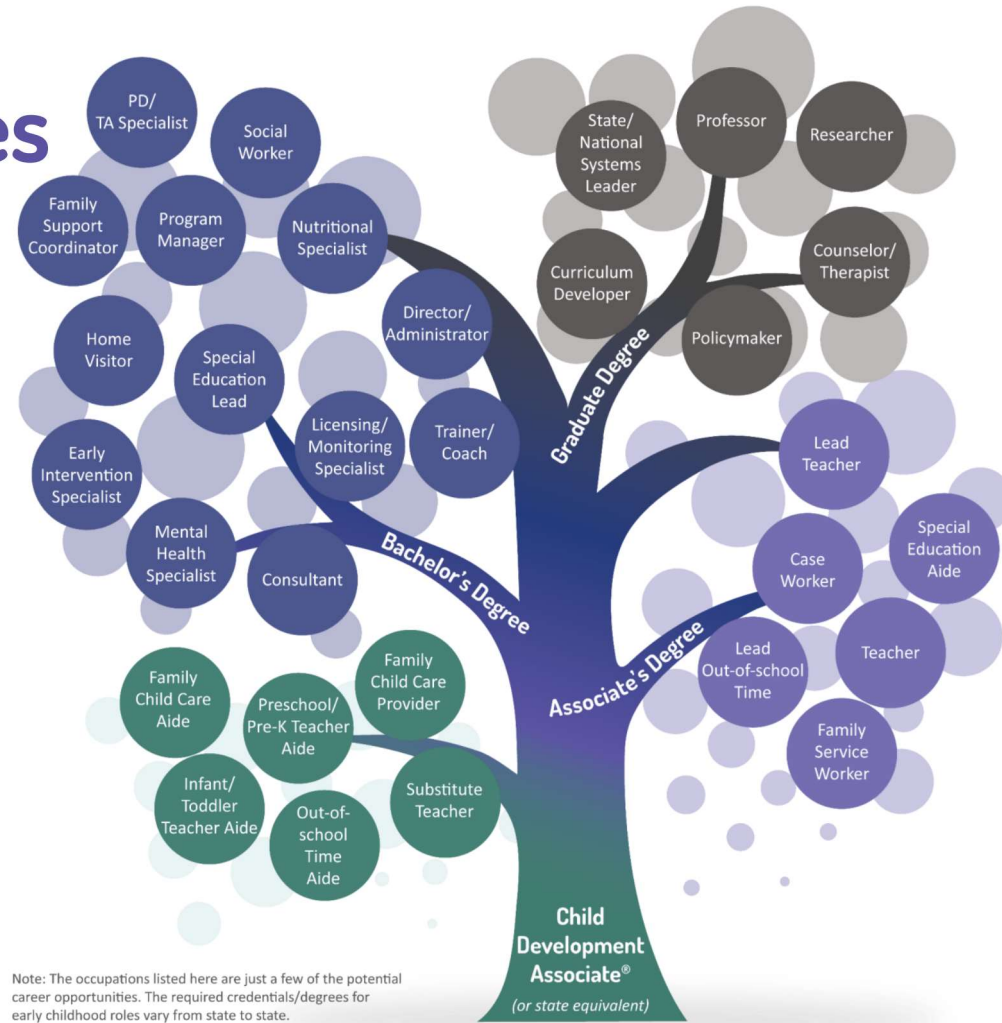 es
PD/
TA Specialist
Social
Worker
Family
Support
Coordinator
Program
Manager
Nutritional
Specialist
Director/
Administrator
Home
Visitor
Special
Education
Lead
Licensing/
Monitoring
Specialist
Trainer/
Coach
Early
Intervention
Specialist
Mental
Health
Specialist
Consultant
Bachelor's Degree
State/
National
Systems
Leader
Professor
Researcher
Curriculum
Developer
Counselor/
Therapist
Policymaker
Graduate Degree
Lead
Teacher
Case
Worker
Special
Education
Aide
Lead
Out-of-school
Time
Teacher
Family
Service
Worker
Associate's Degree
Family
Child Care
Aide
Preschool/
Pre-K Teacher
Aide
Family
Child Care
Provider
Infant/
Toddler
Teacher Aide
Out-of-
school
Time
Aide
Substitute
Teacher
Child
Development
Associate®
(or state equivalent)
Note: The occupations listed here are just a few of the potential
career opportunities. The required credentials/degrees for
early childhood roles vary from state to state.